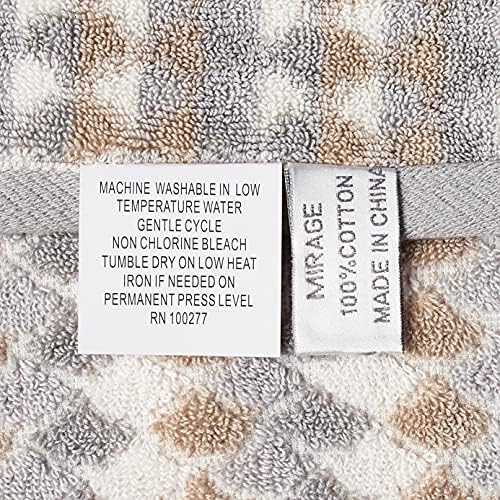 MACHINE WASHABLE IN LOW
TEMPERATURE WATER
GENTLE CYCLE
NON CHLORINE BLEACH
TUMBLE DRY ON LOW HEAT
IRON IF NEEDED ON
PERMANENT PRESS LEVEL
RN 100277
MIRAGE
100%COTTON
MADE IN CHINA